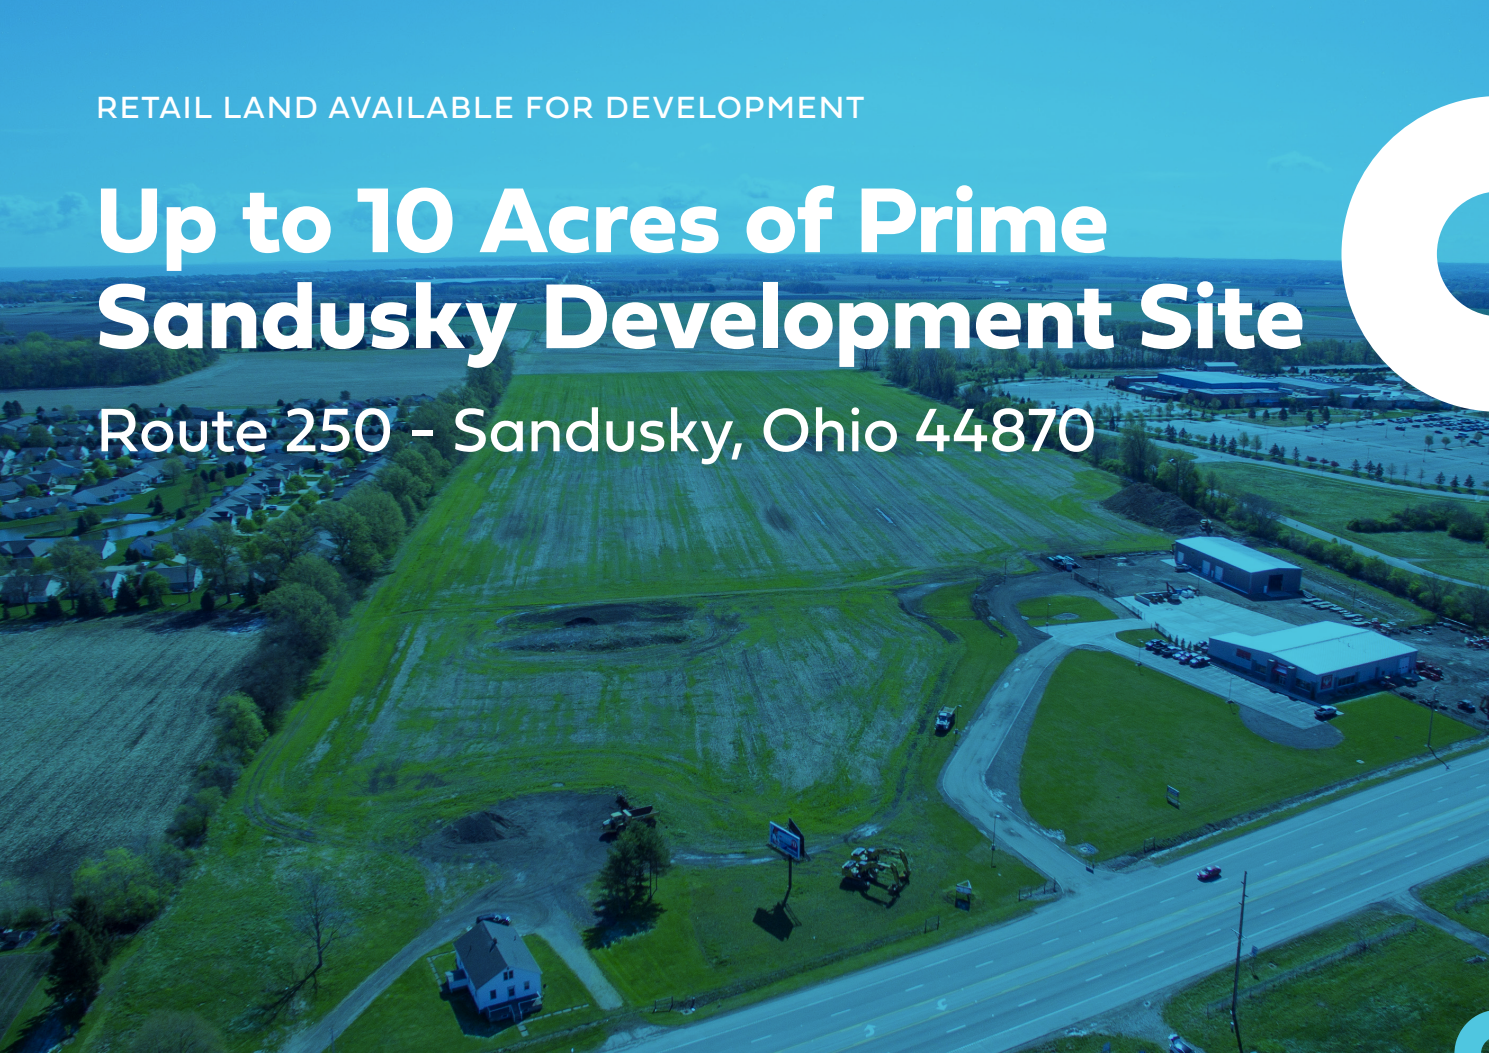 RETAIL LAND AVAILABLE FOR DEVELOPMENT
Up to 10 Acres of Prime
Sandusky Development Site
Route 250 - Sandusky, Ohio 44870